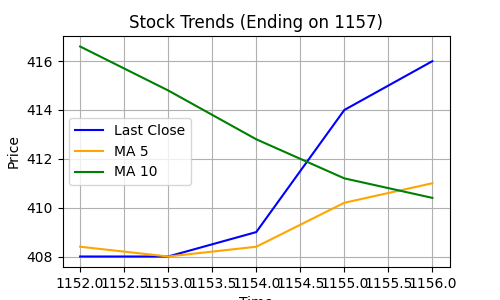 Stock Trends (Ending on 1157)
416
414
412
410
408
Price
Last Close
MA 5
MA 10
1152.0 1152.5 1153.0 1153.5 1154.0 1154.5 1155.0 1155.5 1156.0
Time